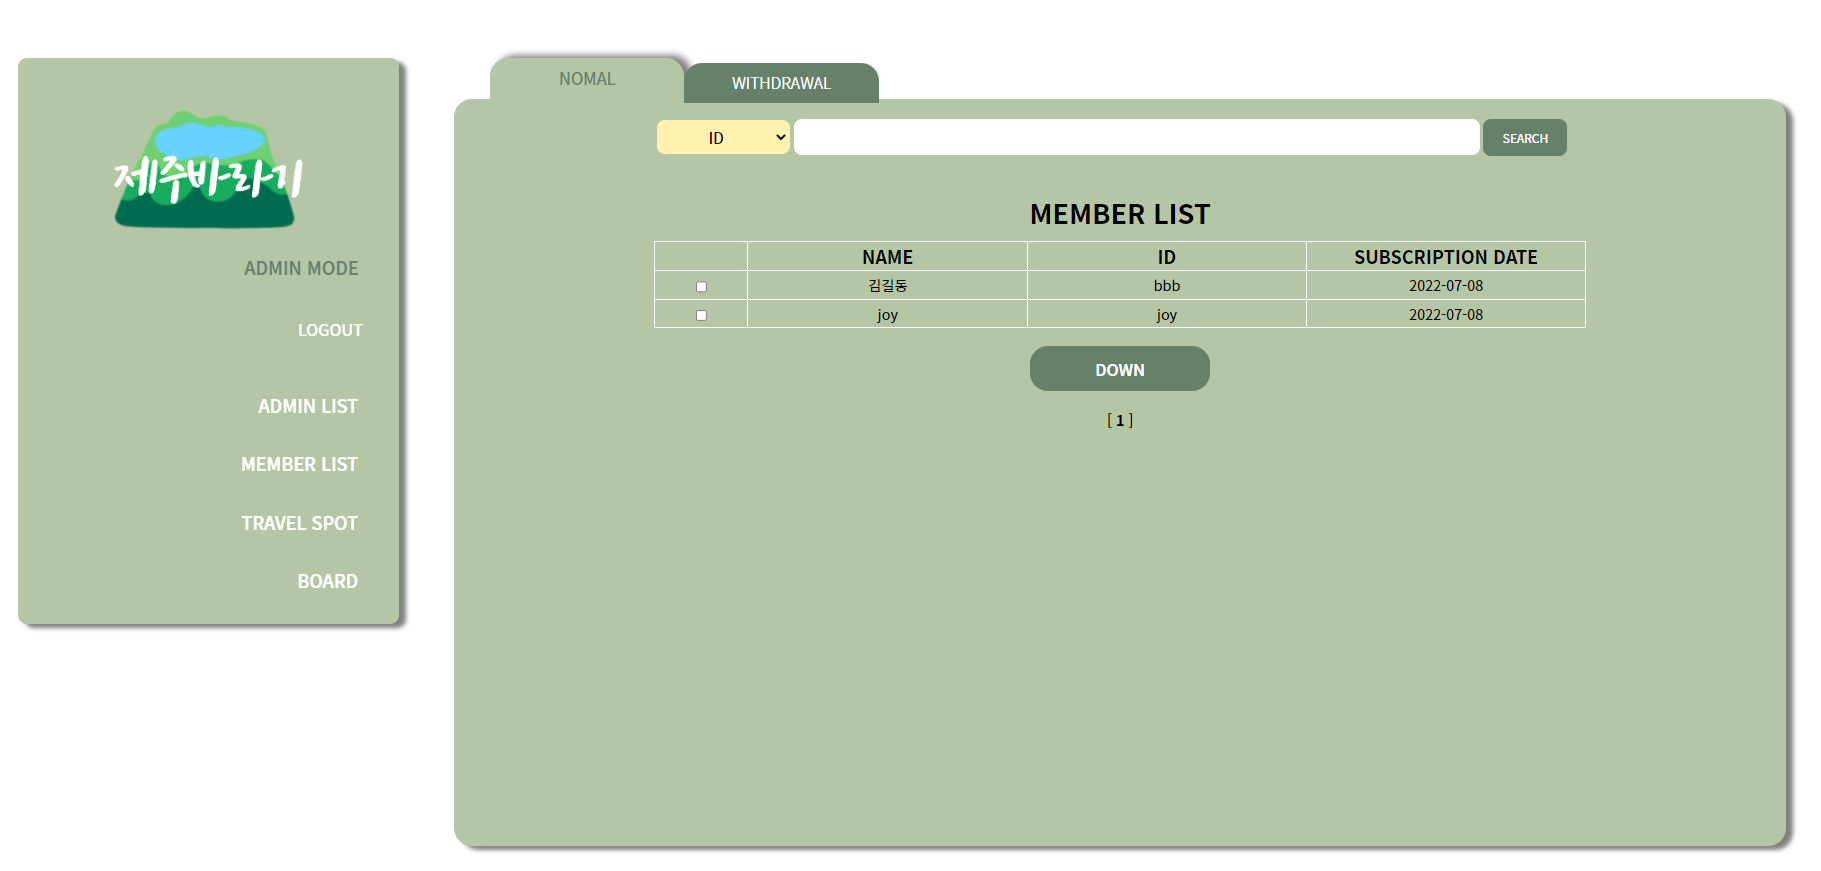 제주바라기
ADMIN MODE
LOGOUT
ADMIN LIST
MEMBER LIST
TRAVEL SPOT
BOARD
NOMAL WITHDRAWAL
ID SEARCH
MEMBER LIST
NAME ID SUBSCRIPTION DATE
김길동 bbb 2022-07-08
joy joy 2022-07-08
DOWN
[ 1 ]